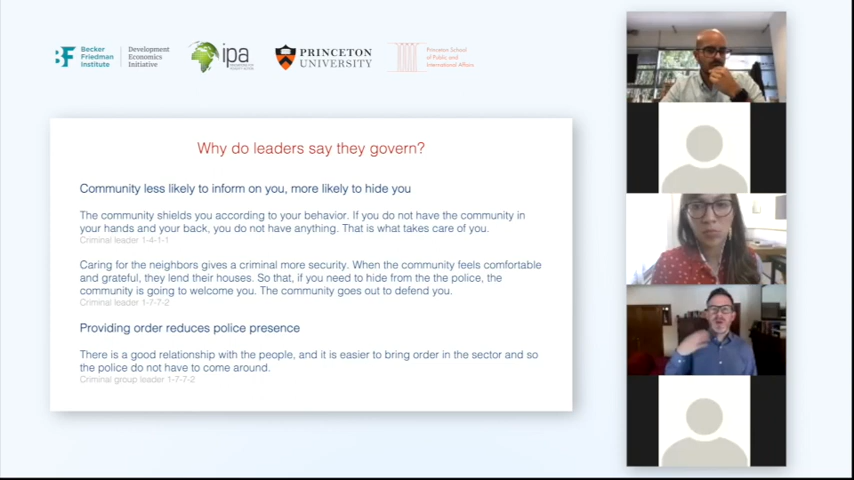 Becker
Friedman
Institute
Development
Economics
Initiative
ipa
PRINCETON
UNIVERSITY
Princeton School
of Public and
International Affairs
Why do leaders say they govern?
Community less likely to inform on you, more likely to hide you
The community shields you according to your behavior. If you do not have the community in
your hands and your back, you do not have anything. That is what takes care of you.
Criminal leader 1-4-1-1
Caring for the neighbors gives a criminal more security. When the community feels comfortable
and grateful, they lend their houses. So that, if you need to hide from the the police, the
community is going to welcome you. The community goes out to defend you.
Criminal leader 1-7-7-2
Providing order reduces police presence
There is a good relationship with the people, and it is easier to bring order in the sector and so
the police do not have to come around.
Criminal group leader 1-7-7-2